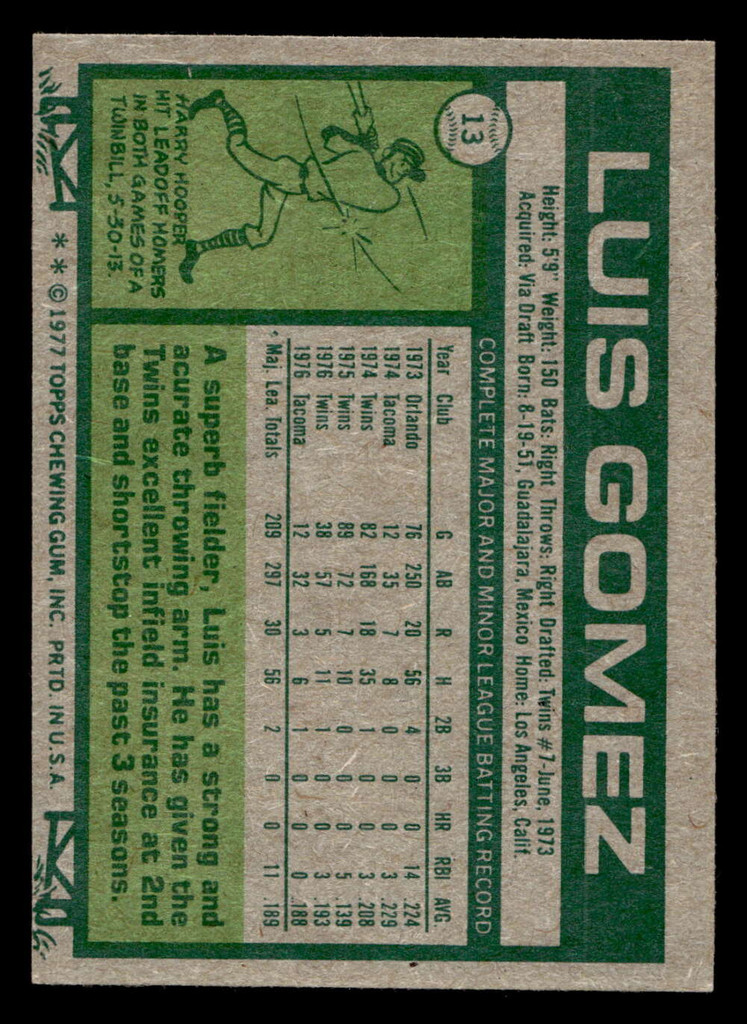 13
LUIS GOMEZ
Height: 5'9" Weight: 150 Bats: Right Throws: Right Drafted: Twins #7-June, 1973
Acquired: Via Draft Born: 8-19-51, Guadalajara, Mexico Home: Los Angeles, Calif.
COMPLETE MAJOR AND MINOR LEAGUE BATTING RECORD
Year Club G AB R H 2B 3B HR RBI AVG.
1973 Orlando 76 250 20 56 4 0 0 14 .224
1974 Tacoma 12 35 7 8 0 0 0 3 .229
1974 Twins 82 168 18 35 1 0 0 3 .208
1975 Twins 89 72 7 10 0 0 0 5 .139
1976 Twins 38 57 5 11 1 0 0 3 .193
1976 Tacoma 12 32 3 6 1 0 0 0 .188
* Maj. Lea. Totals 209 297 30 56 2 0 0 11 .189
HARRY HOOPER
HIT LEADOFF HOMERS
IN BOTH GAMES OF A
TWINBILL, 5-30-13.
A superb fielder, Luis has a strong and
acurate throwing arm. He has given the
Twins excellent infield insurance at 2nd
base and shortstop the past 3 seasons.
* * © 1977 TOPPS CHEWING GUM, INC. PRTD. IN U.S.A.